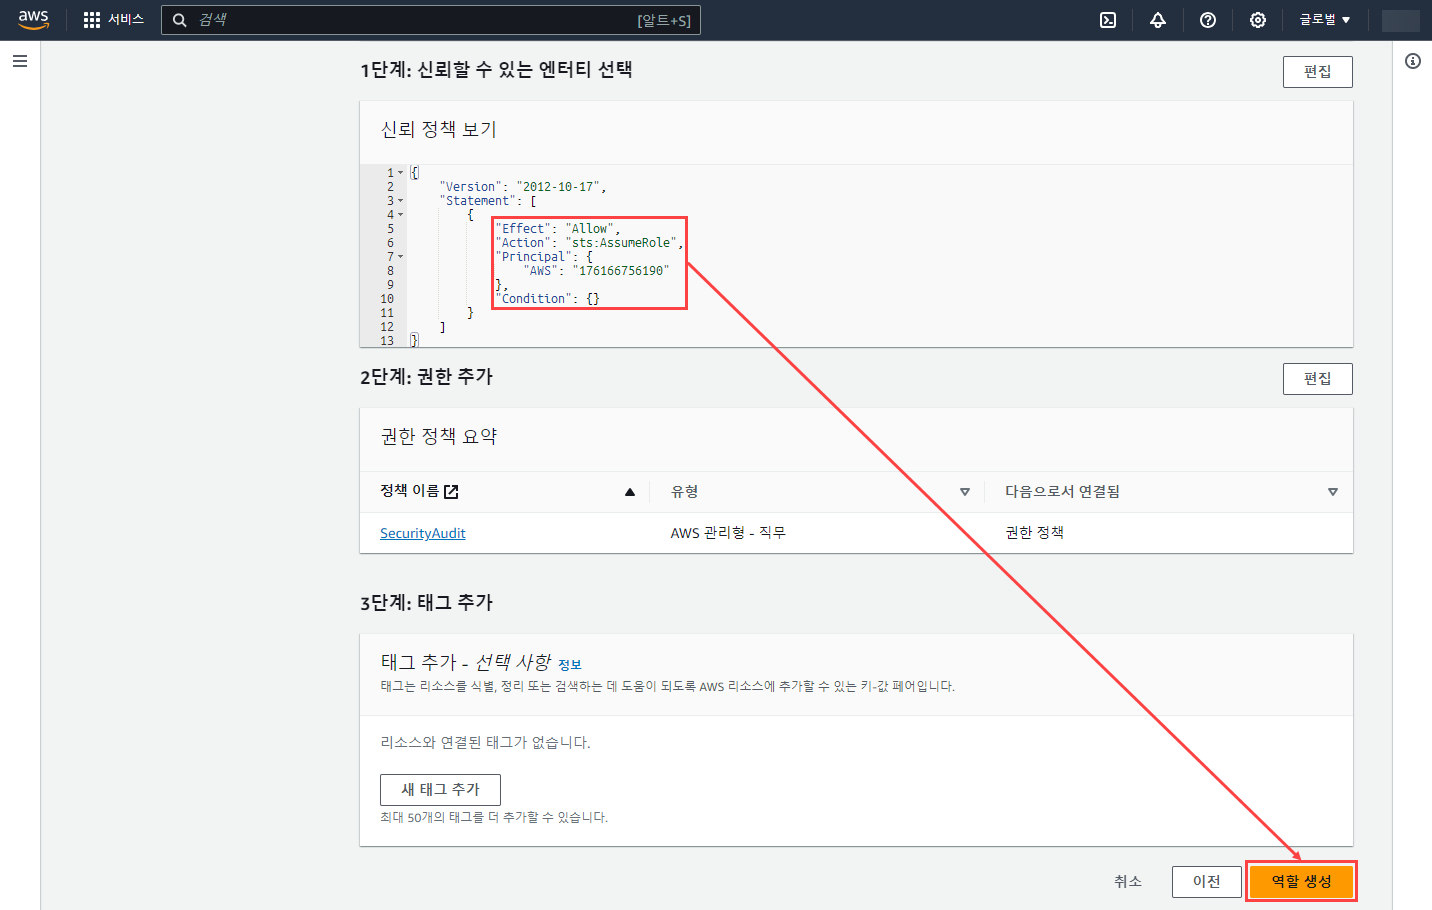 aws 서비스 검색 [알트+S] 글로벌 ▼
1단계: 신뢰할 수 있는 엔터티 선택
편집
신뢰 정책 보기
1 {
2 "Version": "2012-10-17",
3 "Statement": [
4 {
5 "Effect": "Allow",
6 "Action": "sts:AssumeRole",
7 "Principal": {
8 "AWS": "176166756190"
9 },
10 "Condition": {}
11 }
12 ]
13 }
2단계: 권한 추가
편집
권한 정책 요약
정책 이름 유형 다음으로서 연결됨
SecurityAudit AWS 관리형 - 직무 권한 정책
3단계: 태그 추가
태그 추가 - 선택 사항 정보
태그는 리소스를 식별, 정리 또는 검색하는 데 도움이 되도록 AWS 리소스에 추가할 수 있는 키-값 페어입니다.
리소스와 연결된 태그가 없습니다.
새 태그 추가
최대 50개의 태그를 더 추가할 수 있습니다.
취소 이전 역할 생성